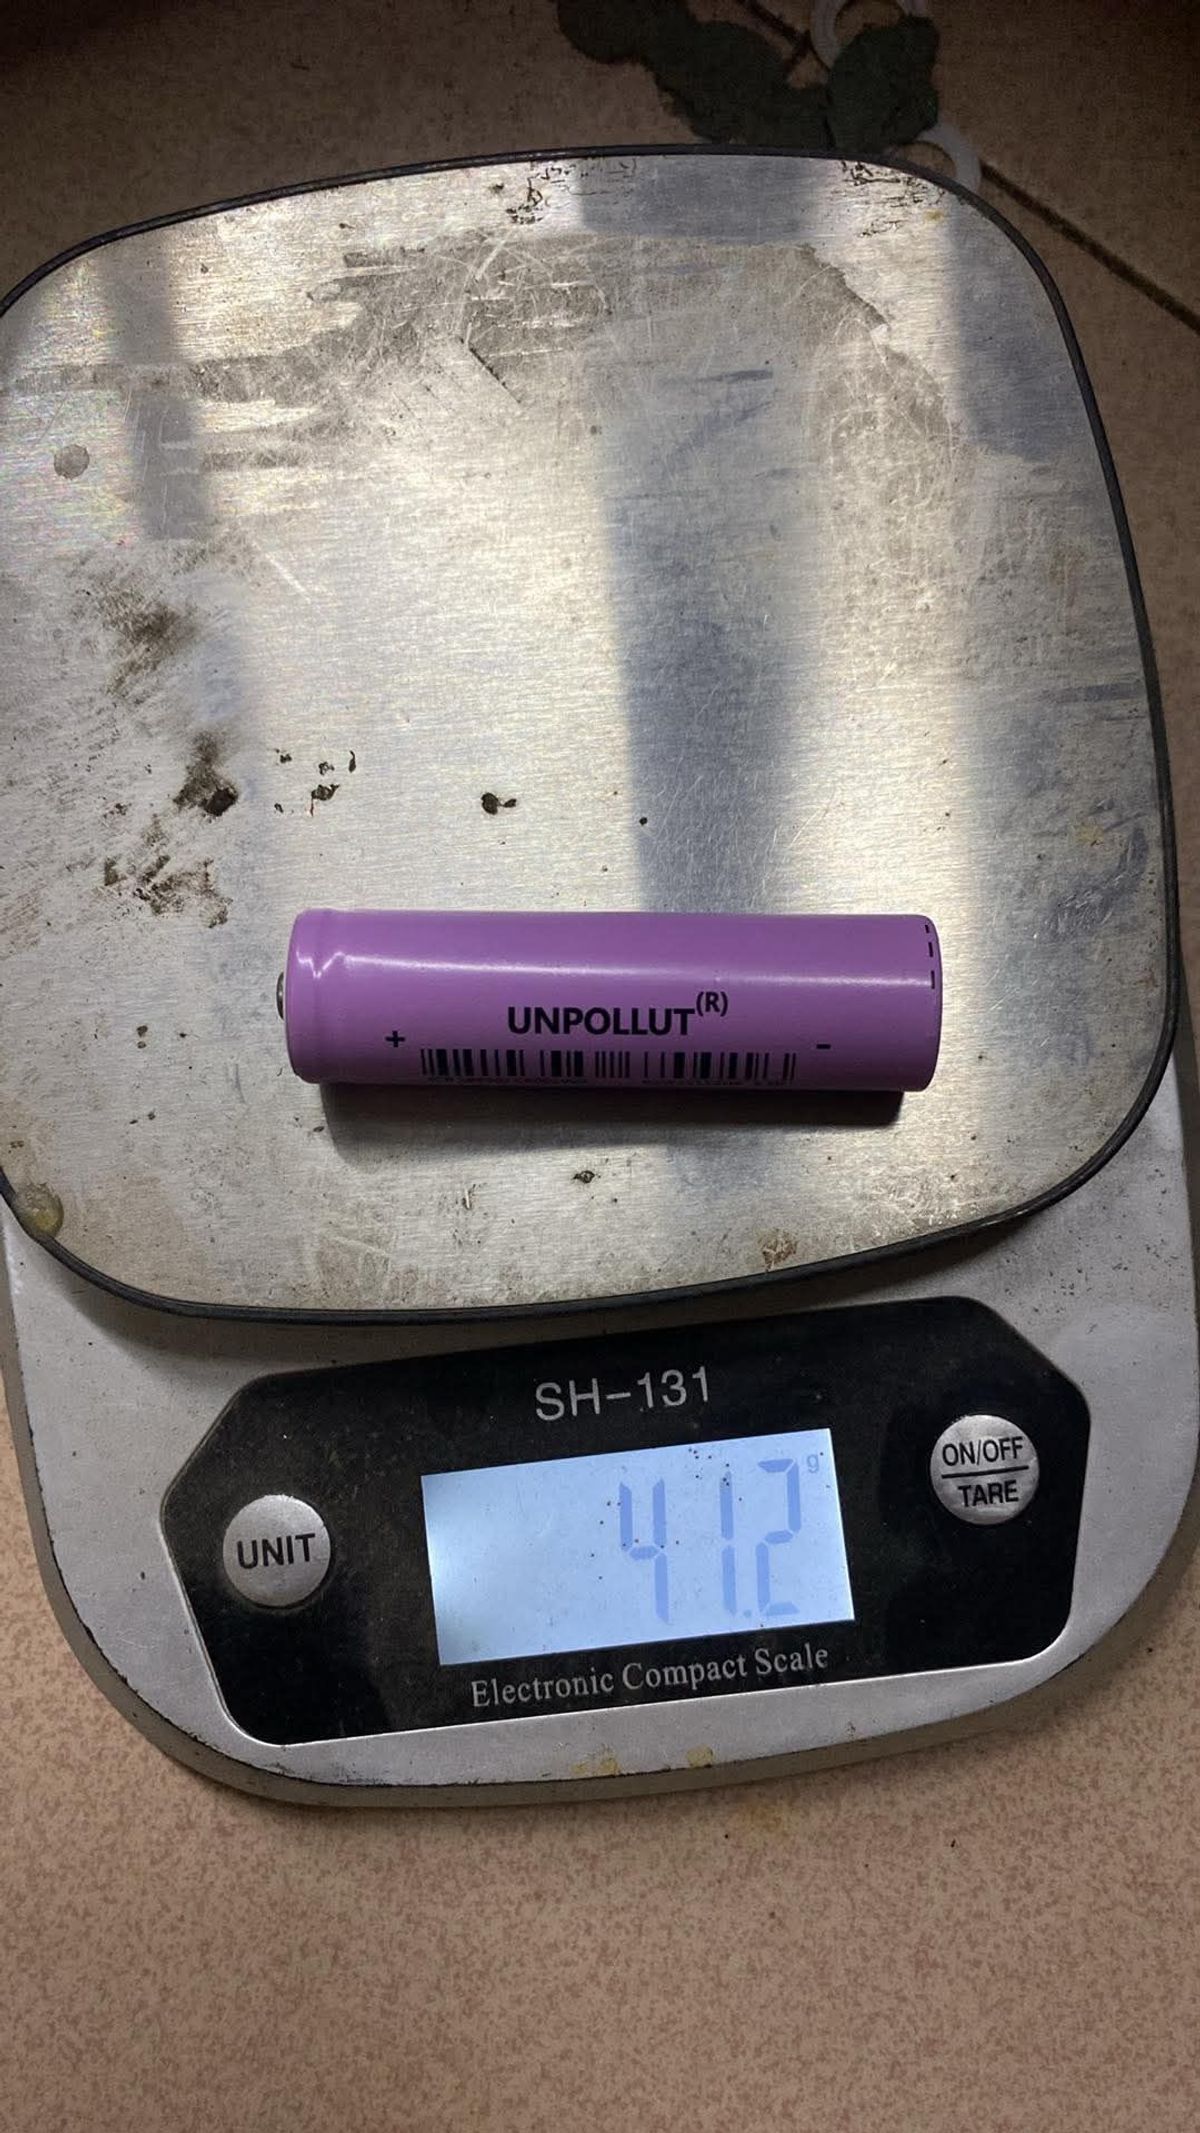 UNPOLLUT(R)
+ -
SH-131
41.2 g
UNIT
ON/OFF
TARE
Electronic Compact Scale